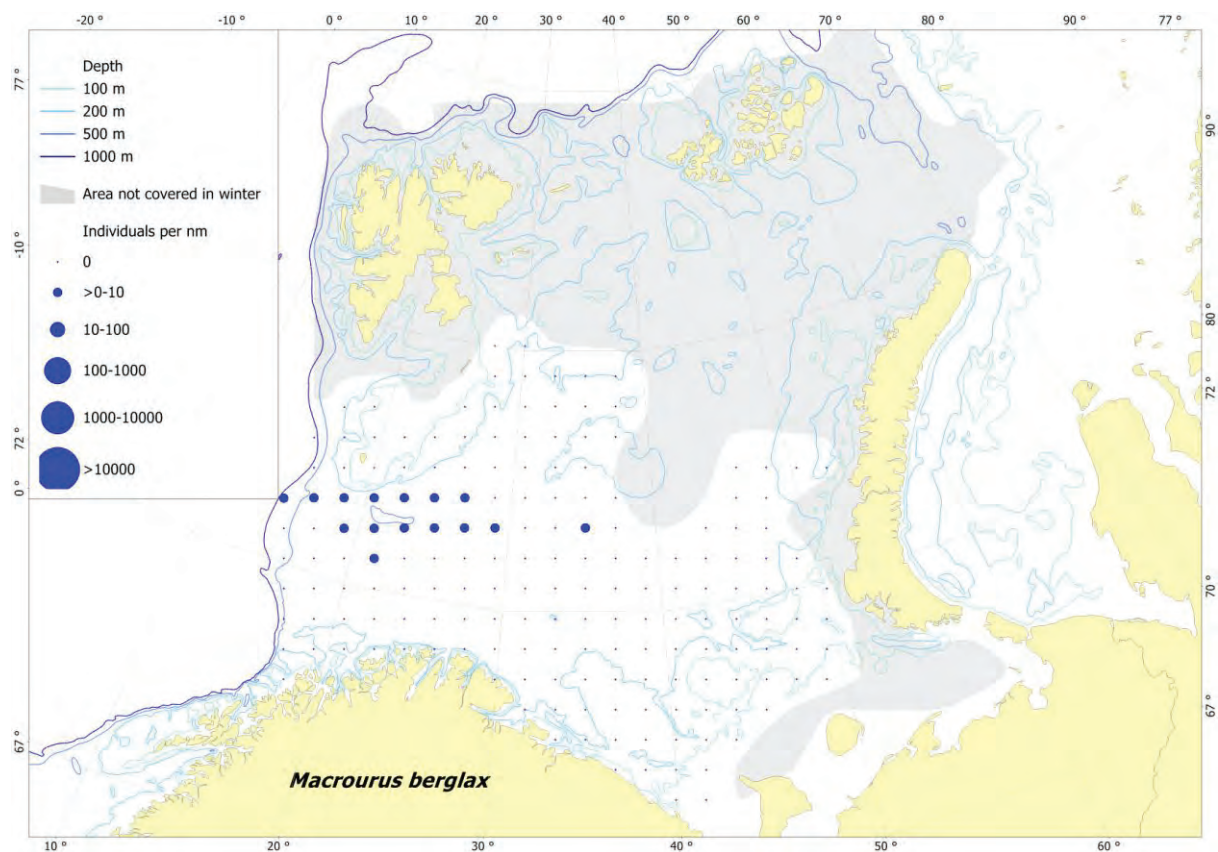 -20 ° -10 ° 0 ° 10 ° 20 ° 30 ° 40 ° 50 ° 60 ° 70 ° 80 ° 90 ° 77 °
77 °
-10 °
72 °
0 °
67 °
Depth
100 m
200 m
500 m
1000 m
Area not covered in winter
Individuals per nm
0
>0-10
10-100
100-1000
1000-10000
>10000
90 °
80 °
72 °
70 °
67 °
Macrourus berglax
10 ° 20 ° 30 ° 40 ° 50 ° 60 °